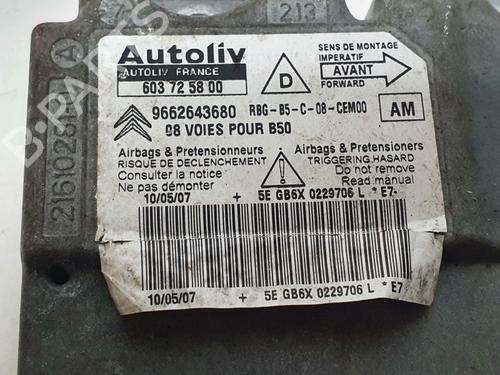 213
Autoliv
AUTOLIV FRANCE
603 72 58 00
D
SENS DE MONTAGE
IMPERATIF
AVANT
FORWARD
9662643680
RBG-B5-C-08-CEM00
AM
08 VOIES POUR B50
Airbags & Pretensionneurs
RISQUE DE DECLENCHEMENT
Consulter la notice
Ne pas démonter
Airbags & Pretensioners
TRIGGERING HASARD
Do not remove
Read manual
10/05/07 + 5E GB6X 0229706 L * E7
10/05/07 + 5E GB6X 0229706 L * E7